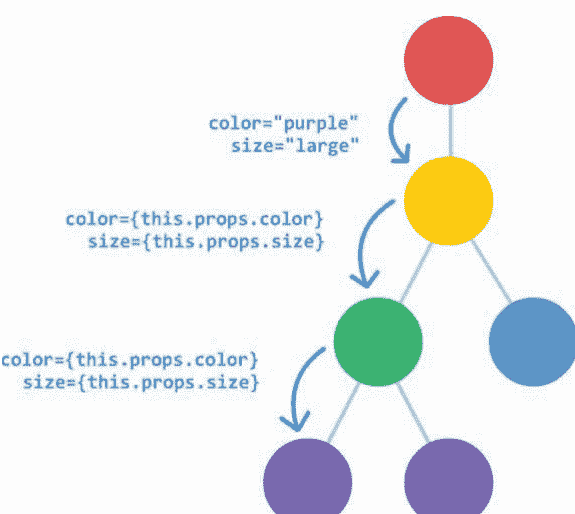 color="purple"
size="large"
color={this.props.color}
size={this.props.size}
color={this.props.color}
size={this.props.size}